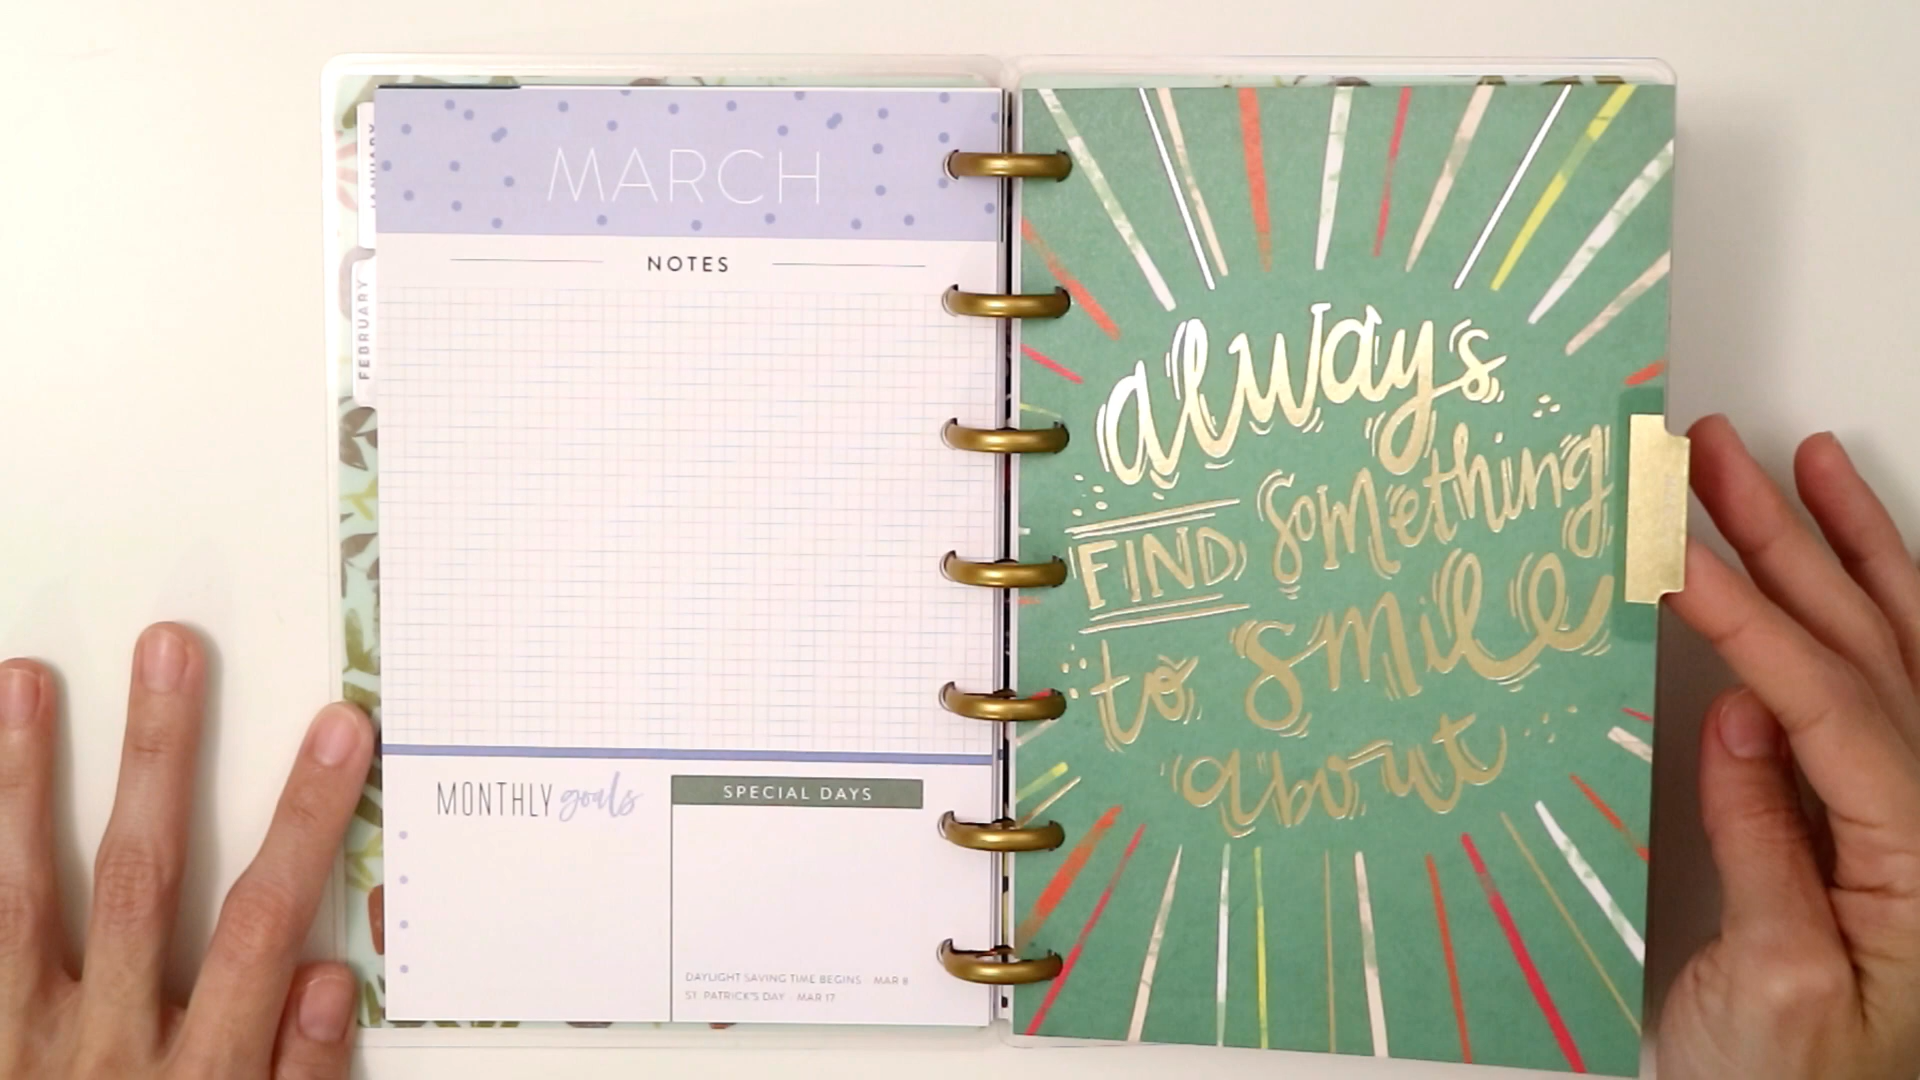 JANUARY
FEBRUARY
MARCH
NOTES
MONTHLY goals
SPECIAL DAYS
DAYLIGHT SAVING TIME BEGINS · MAR 8
ST. PATRICK'S DAY · MAR 17
always
FIND something
to smile
about